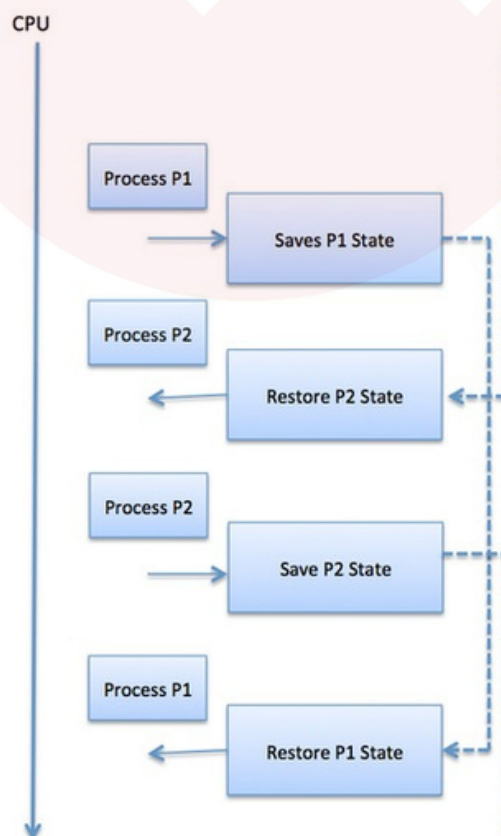 CPU
Process P1
Saves P1 State
Process P2
Restore P2 State
Process P2
Save P2 State
Process P1
Restore P1 State